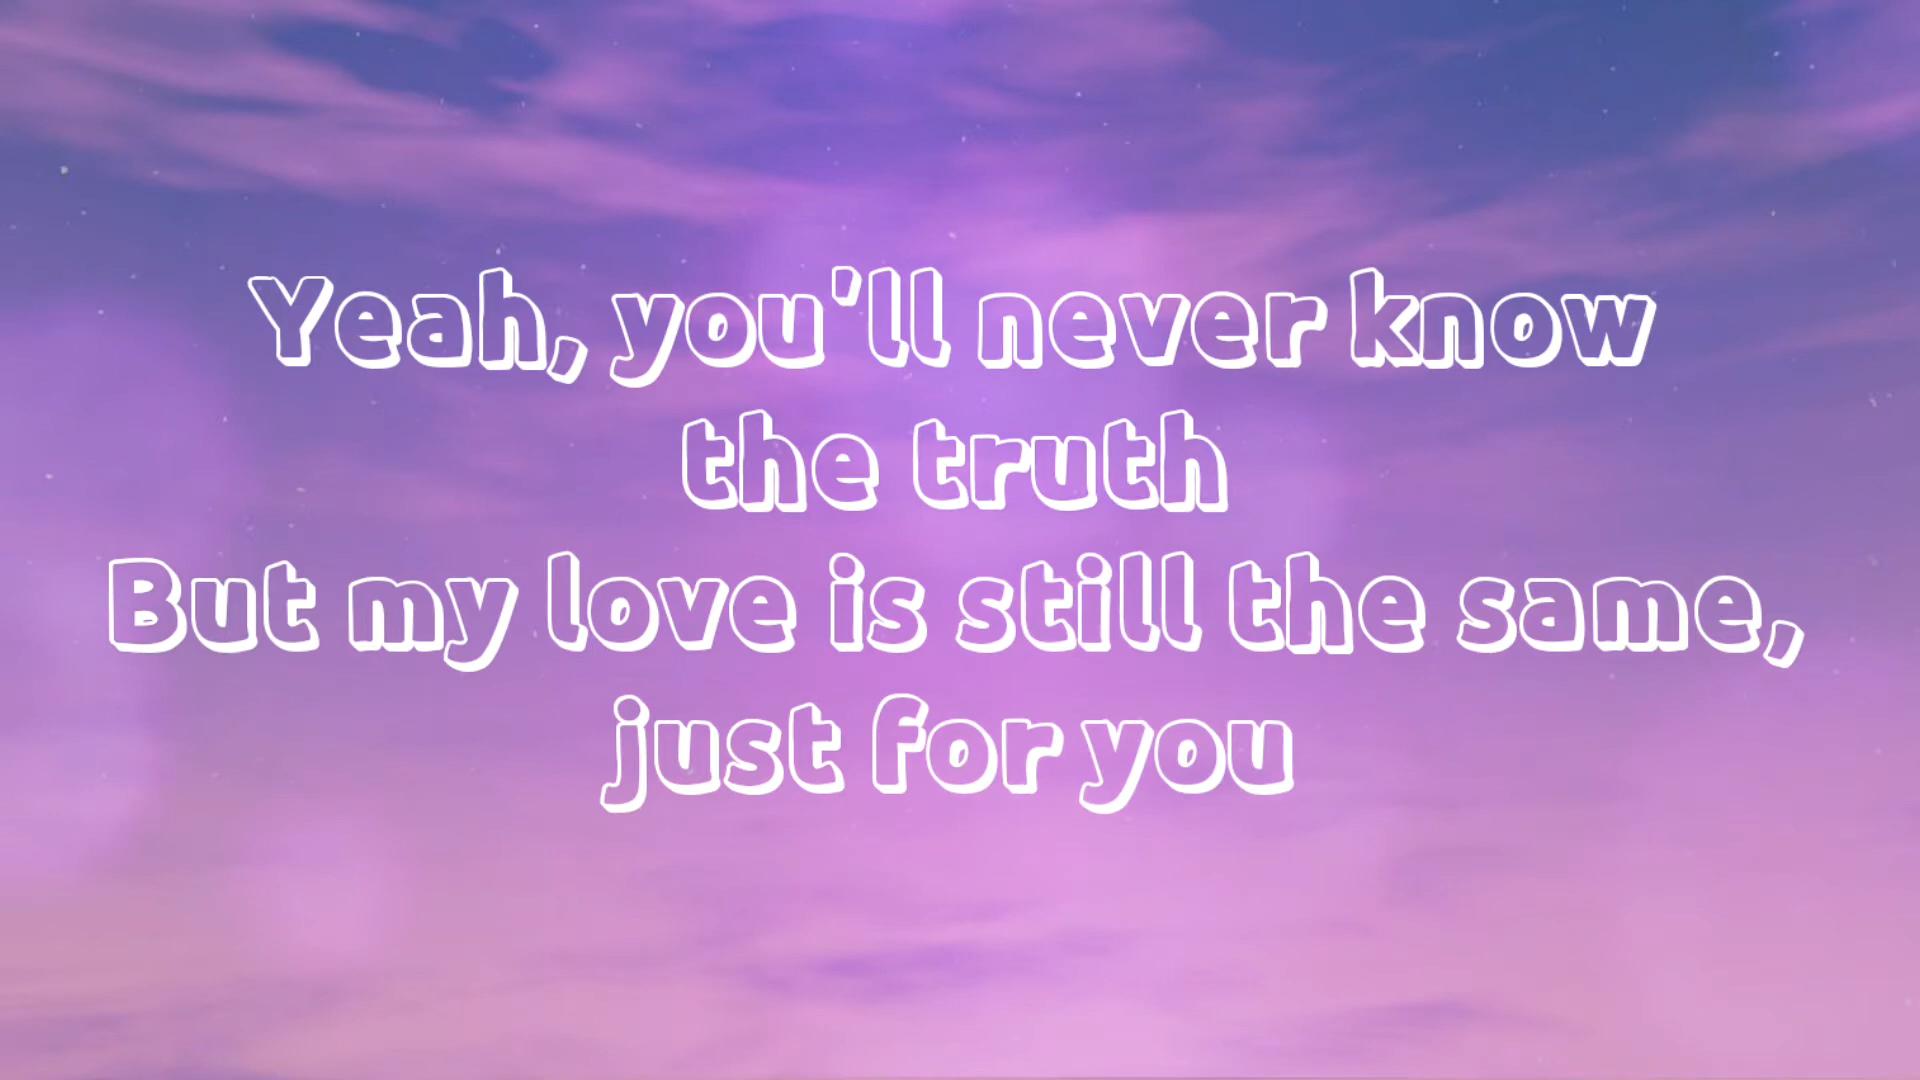 Yeah, you'll never know
the truth
But my love is still the same,
just for you